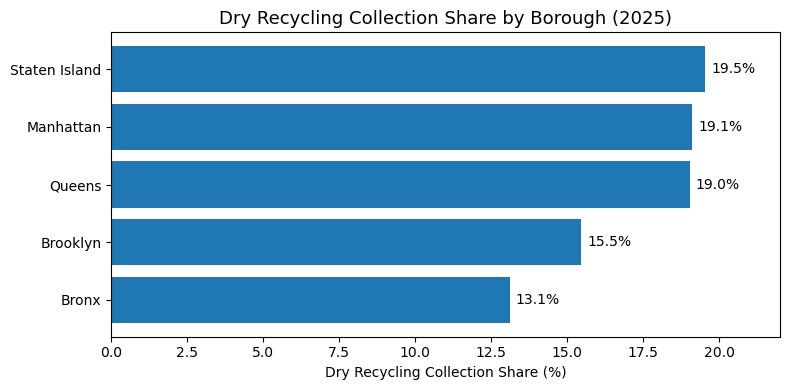 Dry Recycling Collection Share by Borough (2025)
Staten Island 19.5%
Manhattan 19.1%
Queens 19.0%
Brooklyn 15.5%
Bronx 13.1%
0.0 2.5 5.0 7.5 10.0 12.5 15.0 17.5 20.0
Dry Recycling Collection Share (%)